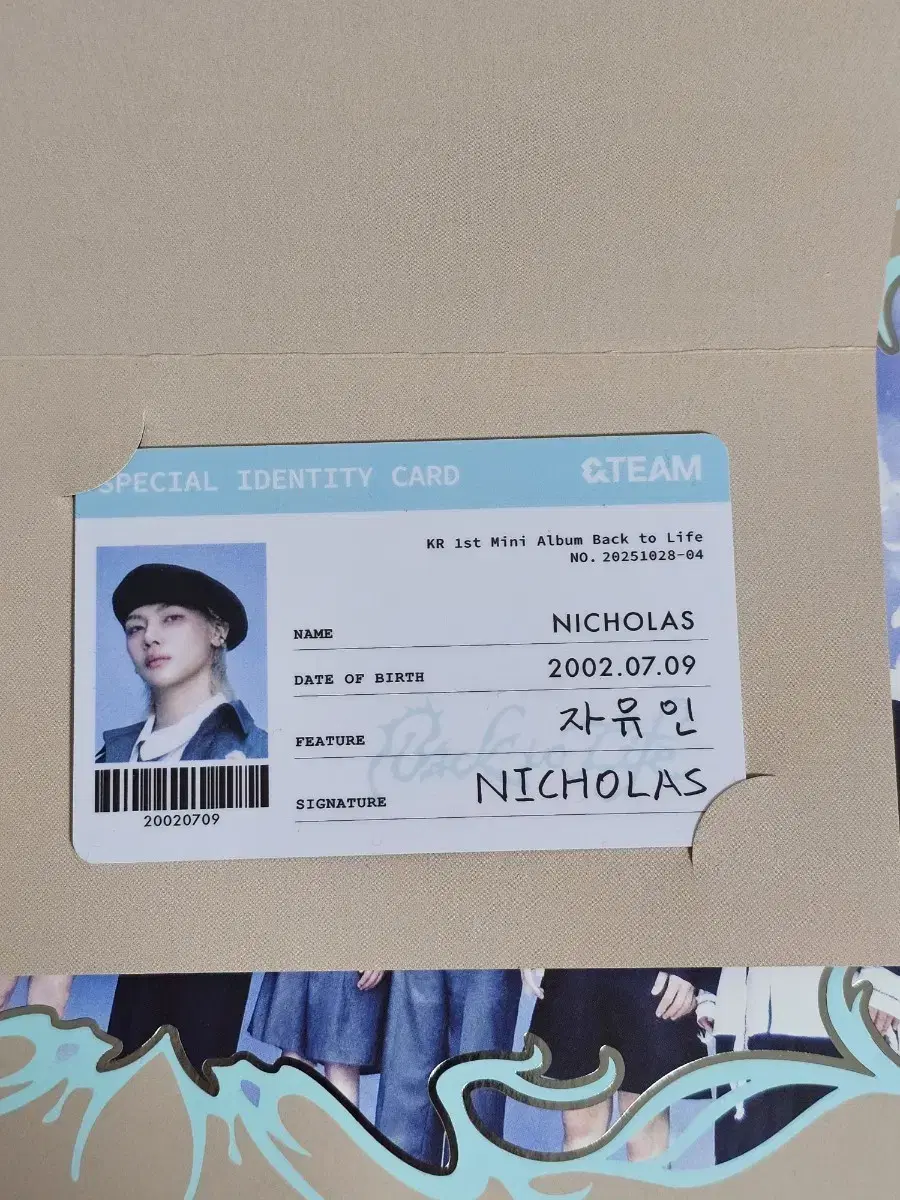 SPECIAL IDENTITY CARD
&TEAM
KR 1st Mini Album Back to Life
NO. 20251028-04
NAME NICHOLAS
DATE OF BIRTH 2002.07.09
FEATURE 자유인
SIGNATURE NICHOLAS
20020709